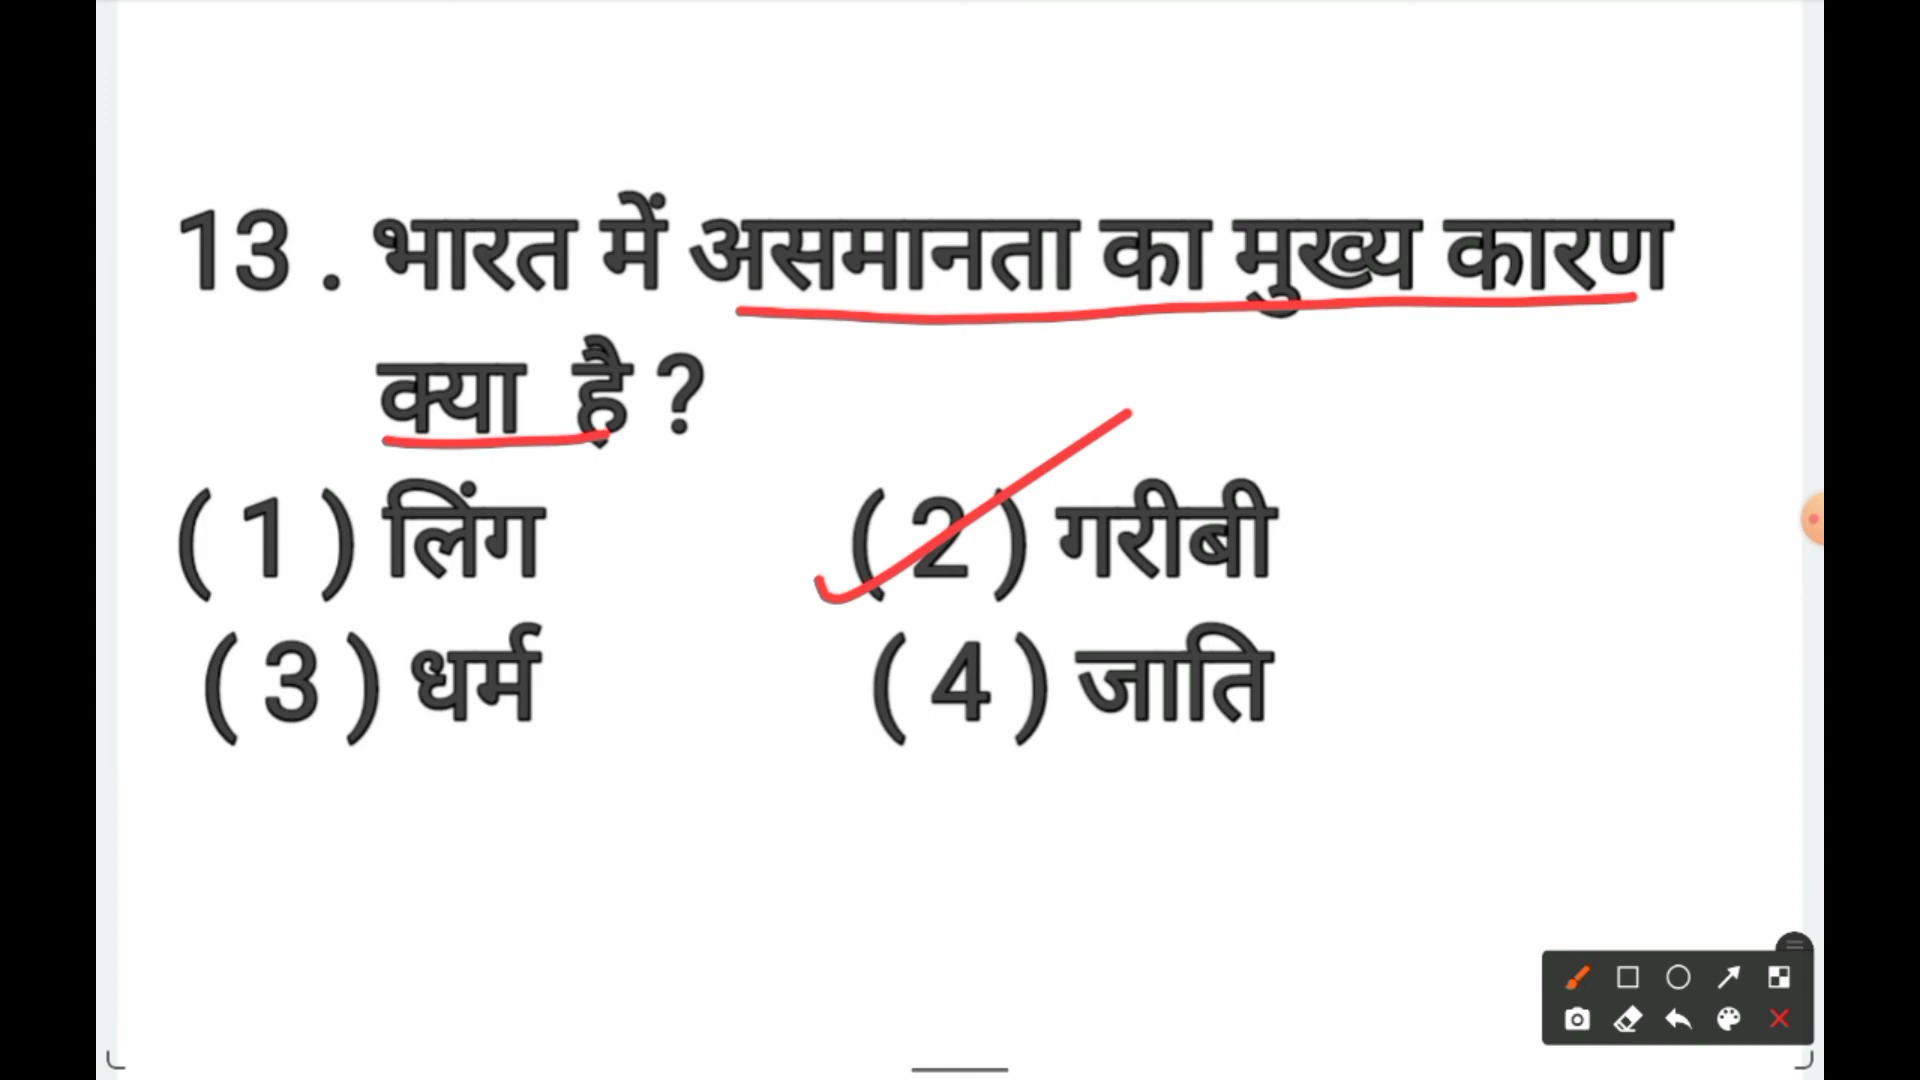 13 . भारत में असमानता का मुख्य कारण
क्या है ?
( 1 ) लिंग ( 2 ) गरीबी
( 3 ) धर्म ( 4 ) जाति